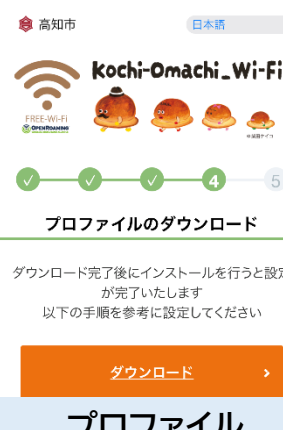 高知市
日本語
Kochi-Omachi_Wi-Fi
FREE-Wi-Fi
OPENROAMING
4
5
プロファイルのダウンロード
ダウンロード完了後にインストールを行うと設定
が完了いたします
以下の手順を参考に設定してください
ダウンロード
プロファイル